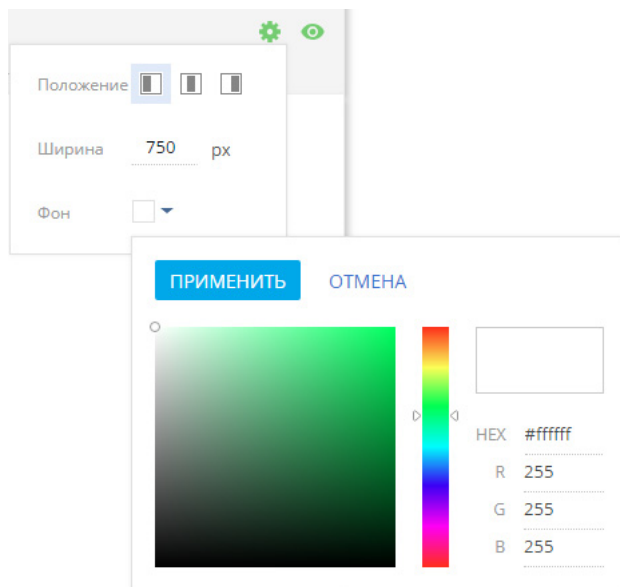 Положение
Ширина 750 px
Фон
ПРИМЕНИТЬ ОТМЕНА
HEX #ffffff
R 255
G 255
B 255